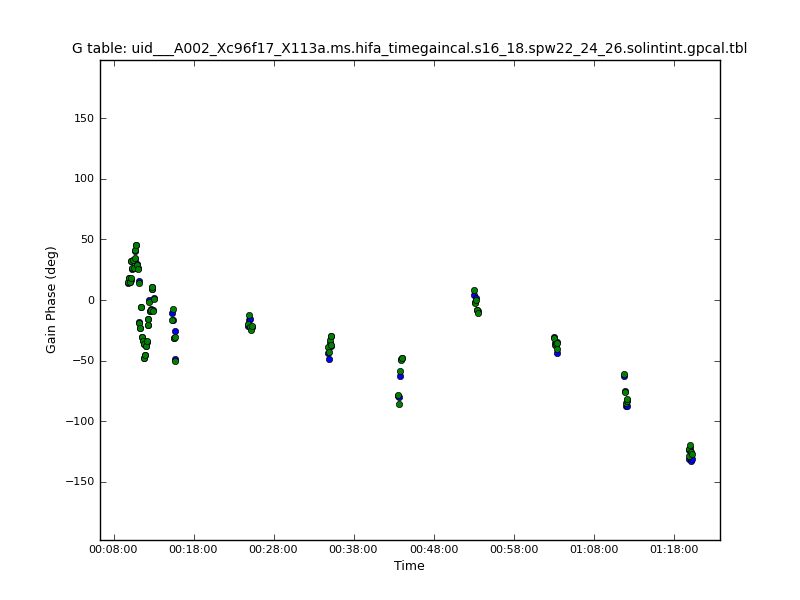 G table: uid___A002_Xc96f17_X113a.ms.hifa_timegaincal.s16_18.spw22_24_26.solintint.gpcal.tbl
150
100
50
0
−50
−100
−150
Gain Phase (deg)
00:08:00 00:18:00 00:28:00 00:38:00 00:48:00 00:58:00 01:08:00 01:18:00
Time